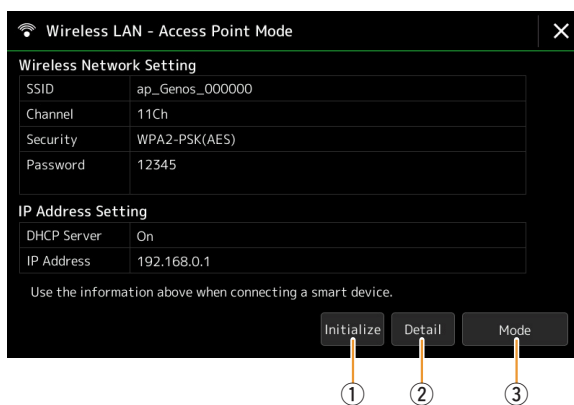 Wireless LAN - Access Point Mode
Wireless Network Setting
SSID ap_Genos_000000
Channel 11Ch
Security WPA2-PSK(AES)
Password 12345
IP Address Setting
DHCP Server On
IP Address 192.168.0.1
Use the information above when connecting a smart device.
Initialize Detail Mode
① ② ③